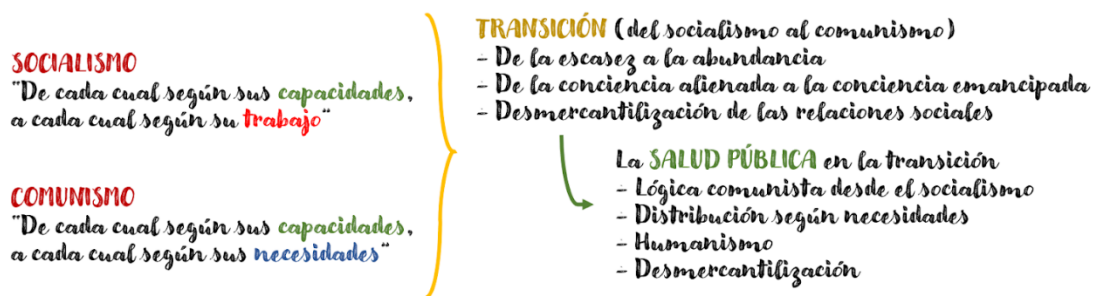 SOCIALISMO
"De cada cual según sus capacidades,
a cada cual según su trabajo"
COMUNISMO
"De cada cual según sus capacidades,
a cada cual según sus necesidades"
TRANSICIÓN (del socialismo al comunismo)
- De la escasez a la abundancia
- De la conciencia alienada a la conciencia emancipada
- Desmercantilización de las relaciones sociales
La SALUD PÚBLICA en la transición
- Lógica comunista desde el socialismo
- Distribución según necesidades
- Humanismo
- Desmercantilización